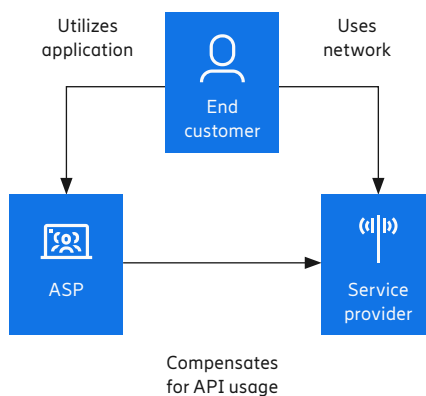 Utilizes
application
Uses
network
End
customer
ASP
Service
provider
Compensates
for API usage